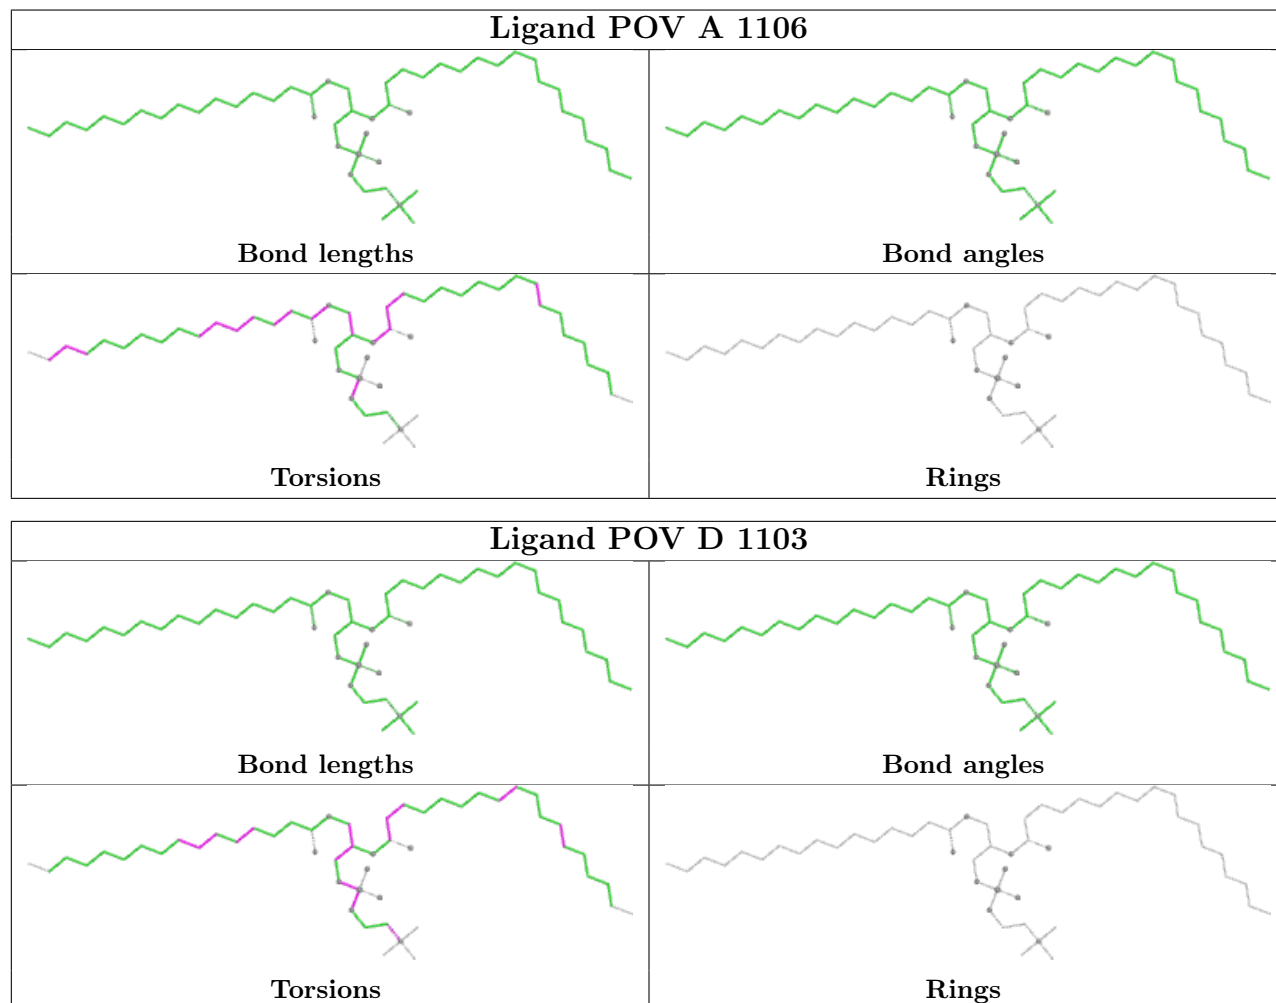 Ligand POV A 1106
Bond lengths
Bond angles
Torsions
Rings
Ligand POV D 1103
Bond lengths
Bond angles
Torsions
Rings